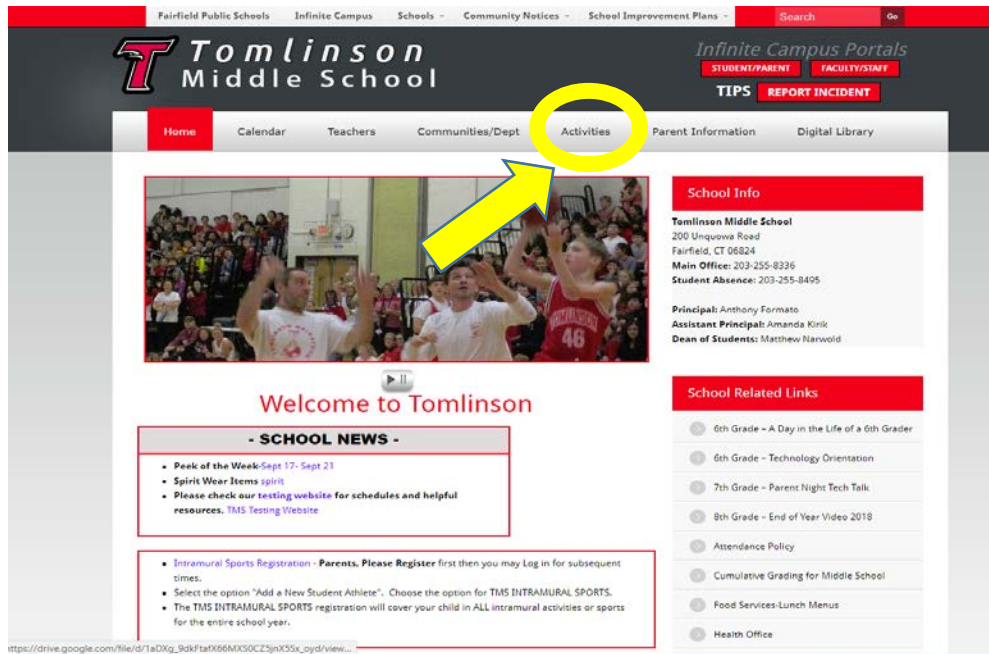 Fairfield Public Schools Infinite Campus Schools Community Notices School Improvement Plans Search Go
T Tomlinson
Middle School
Infinite Campus Portals
STUDENT/PARENT FACULTY/STAFF
TIPS REPORT INCIDENT
Home Calendar Teachers Communities/Dept Activities Parent Information Digital Library
TOMLINSON
46
School Info
Tomlinson Middle School
200 Unquowa Road
Fairfield, CT 06824
Main Office: 203-255-8336
Student Absence: 203-255-8495
Principal: Anthony Formato
Assistant Principal: Amanda Kirik
Dean of Students: Matthew Narwold
Welcome to Tomlinson
- SCHOOL NEWS -
• Peek of the Week-Sept 17- Sept 21
• Spirit Wear Items spirit
• Please check our testing website for schedules and helpful
resources. TMS Testing Website
• Intramural Sports Registration - Parents, Please Register first then you may Log in for subsequent
times.
• Select the option "Add a New Student Athlete". Choose the option for TMS INTRAMURAL SPORTS.
• The TMS INTRAMURAL SPORTS registration will cover your child in ALL intramural activities or sports
for the entire school year.
School Related Links
6th Grade – A Day in the Life of a 6th Grader
6th Grade – Technology Orientation
7th Grade – Parent Night Tech Talk
8th Grade – End of Year Video 2018
Attendance Policy
Cumulative Grading for Middle School
Food Services-Lunch Menus
Health Office